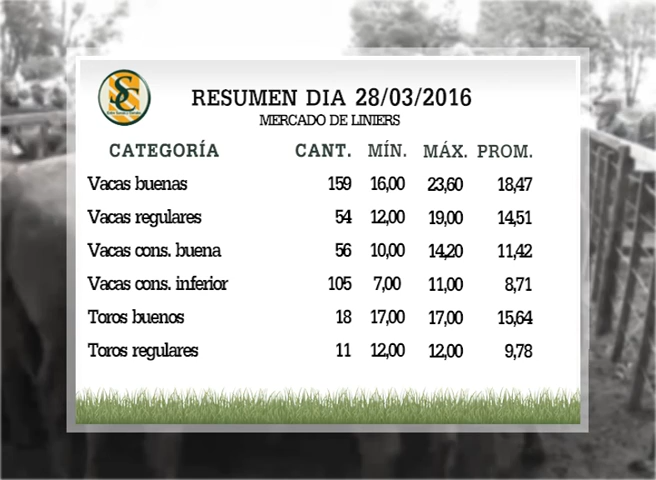 SC
RESUMEN DIA 28/03/2016
MERCADO DE LINIERS
CATEGORÍA CANT. MÍN. MÁX. PROM.
Vacas buenas 159 16,00 23,60 18,47
Vacas regulares 54 12,00 19,00 14,51
Vacas cons. buena 56 10,00 14,20 11,42
Vacas cons. inferior 105 7,00 11,00 8,71
Toros buenos 18 17,00 17,00 15,64
Toros regulares 11 12,00 12,00 9,78